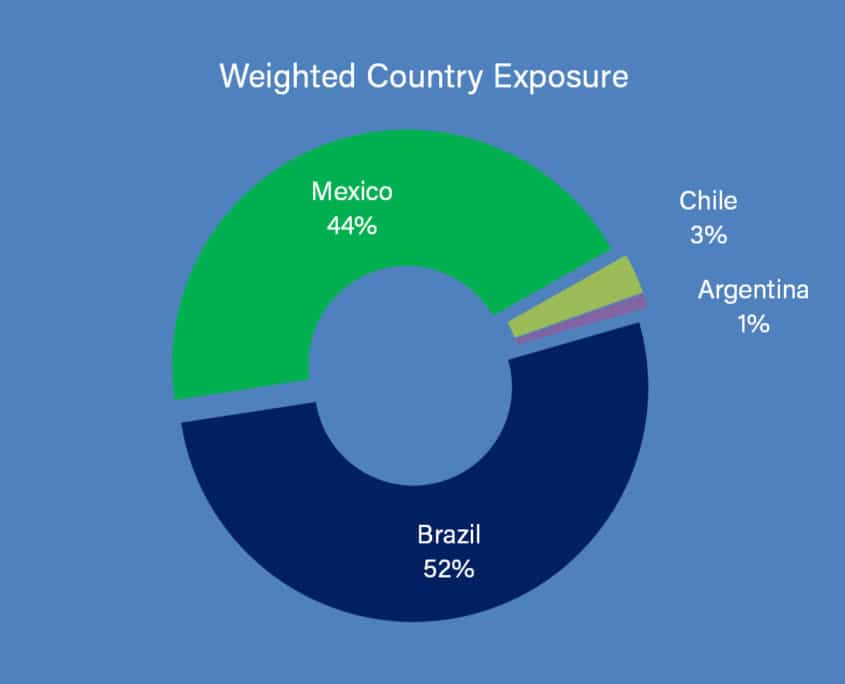 Weighted Country Exposure
Mexico
44%
Chile
3%
Argentina
1%
Brazil
52%